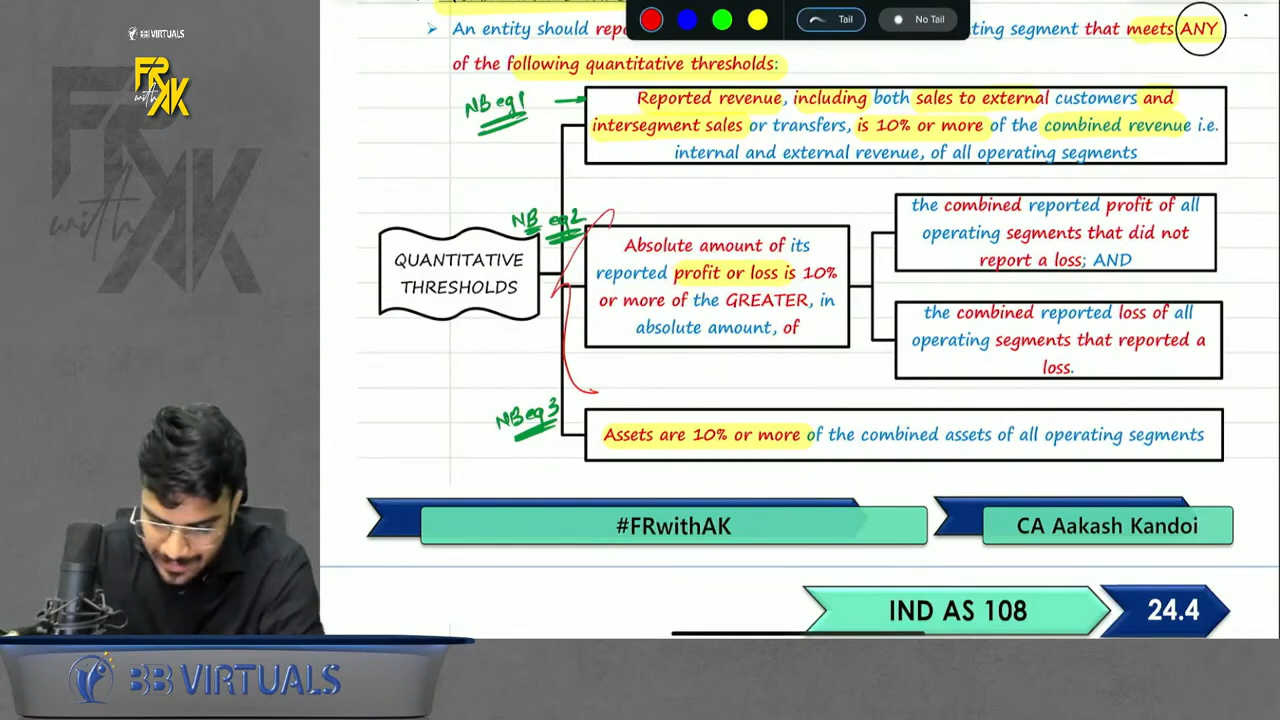 BB VIRTUALS
FR
with
AK
FR
with
AK
Tail
No Tail
An entity should repo
ting segment that meets ANY
of the following quantitative thresholds:
NB eg1
Reported revenue, including both sales to external customers and
intersegment sales or transfers, is 10% or more of the combined revenue i.e.
internal and external revenue, of all operating segments
NB eg2
QUANTITATIVE
THRESHOLDS
Absolute amount of its
reported profit or loss is 10%
or more of the GREATER, in
absolute amount, of
the combined reported profit of all
operating segments that did not
report a loss; AND
the combined reported loss of all
operating segments that reported a
loss.
NB eg3
Assets are 10% or more of the combined assets of all operating segments
#FRwithAK
CA Aakash Kandoi
IND AS 108
24.4
BB VIRTUALS